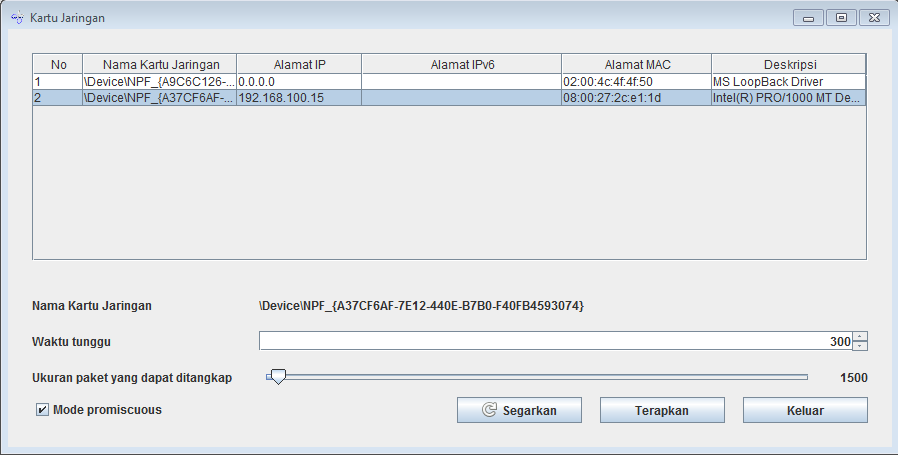 Kartu Jaringan
No Nama Kartu Jaringan Alamat IP Alamat IPv6 Alamat MAC Deskripsi
1 \Device\NPF_{A9C6C126-... 0.0.0.0 02:00:4c:4f:4f:50 MS LoopBack Driver
2 \Device\NPF_{A37CF6AF-... 192.168.100.15 08:00:27:2c:e1:1d Intel(R) PRO/1000 MT De...
Nama Kartu Jaringan \Device\NPF_{A37CF6AF-7E12-440E-B7B0-F40FB4593074}
Waktu tunggu 300
Ukuran paket yang dapat ditangkap 1500
Mode promiscuous Segarkan Terapkan Keluar